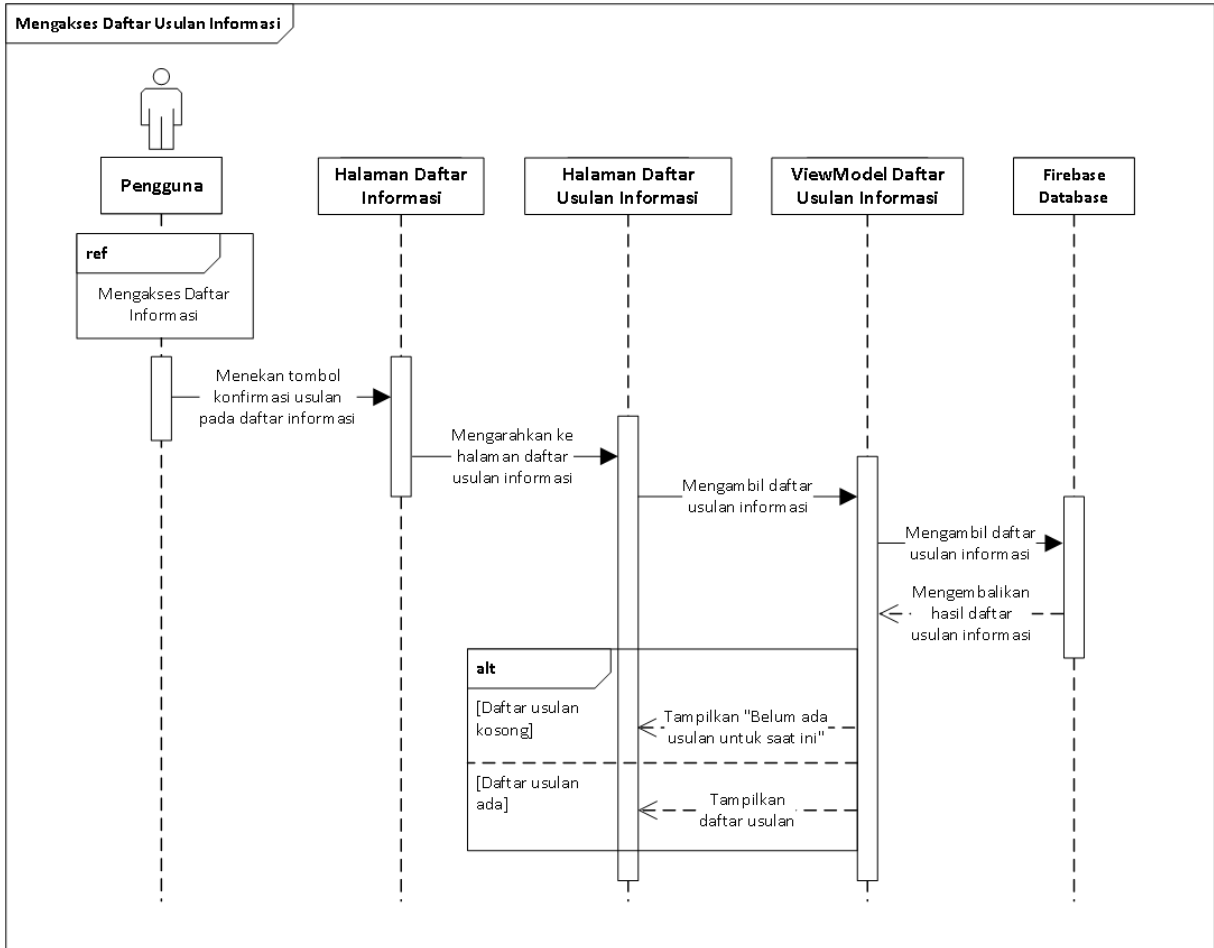 Mengakses Daftar Usulan Informasi
Pengguna
Halaman Daftar
Informasi
Halaman Daftar
Usulan Informasi
ViewModel Daftar
Usulan Informasi
Firebase
Database
ref
Mengakses Daftar
Informasi
Menekan tombol
konfirmasi usulan
pada daftar informasi
Mengarahkan ke
halaman daftar
usulan informasi
Mengambil daftar
usulan informasi
Mengambil daftar
usulan informasi
Mengembalikan
hasil daftar
usulan informasi
alt
[Daftar usulan
kosong]
Tampilkan "Belum ada
usulan untuk saat ini"
[Daftar usulan
ada]
Tampilkan
daftar usulan